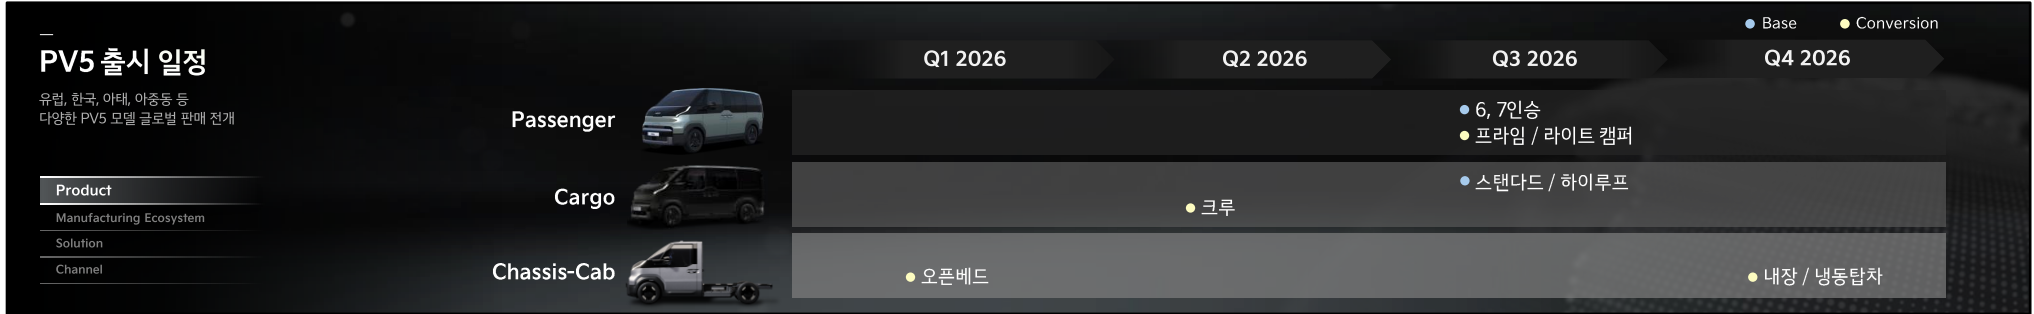 PV5 출시 일정
유럽, 한국, 아태, 아중동 등
다양한 PV5 모델 글로벌 판매 전개
Product
Manufacturing Ecosystem
Solution
Channel
Base
Conversion
Q1 2026
Q2 2026
Q3 2026
Q4 2026
Passenger
6, 7인승
프라임 / 라이트 캠퍼
Cargo
스탠다드 / 하이루프
크루
Chassis-Cab
오픈베드
내장 / 냉동탑차